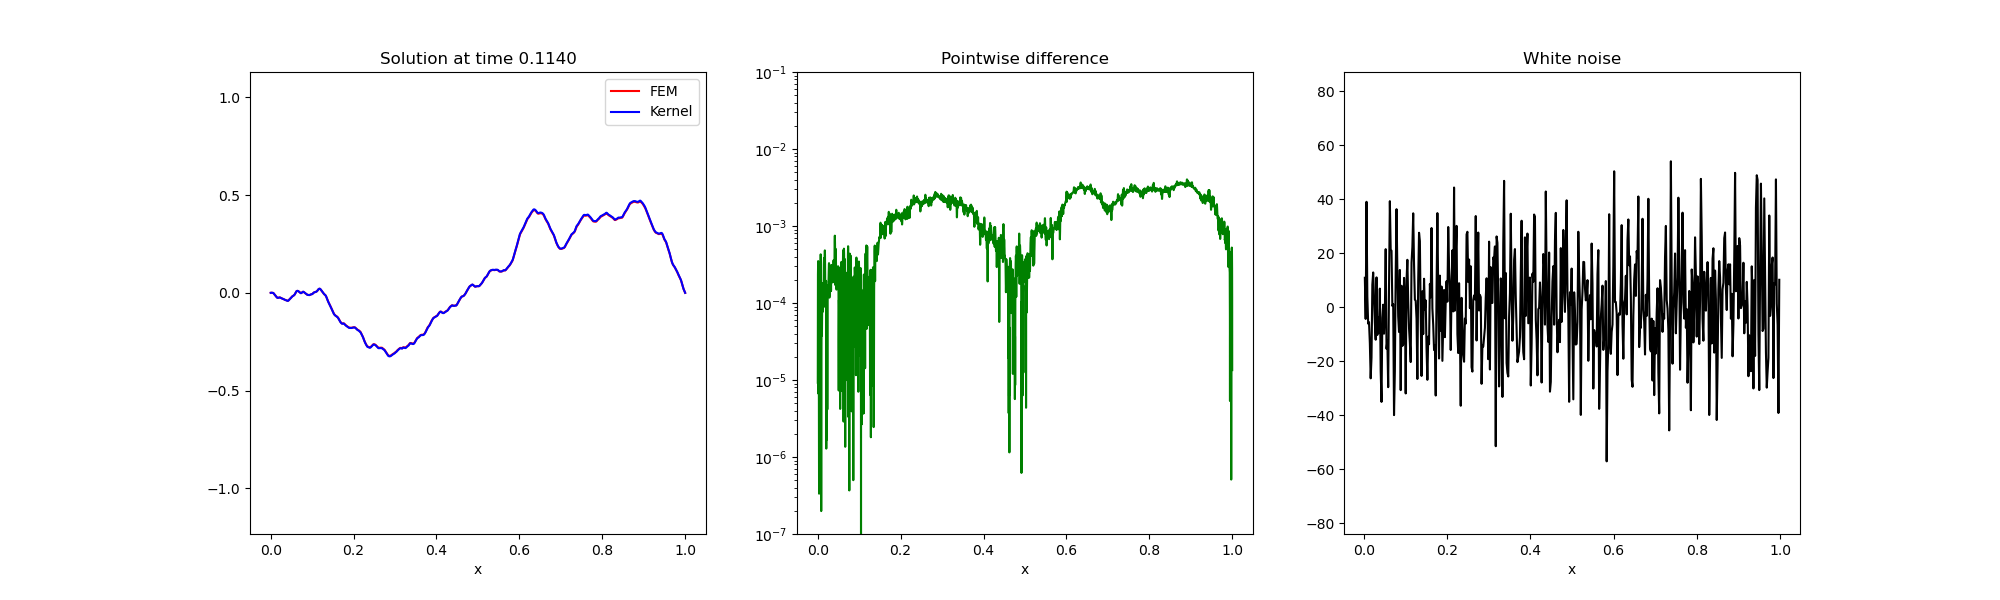 Solution at time 0.1140
FEM
Kernel
1.0
0.5
0.0
−0.5
−1.0
0.0 0.2 0.4 0.6 0.8 1.0
x
Pointwise difference
10⁻¹
10⁻²
10⁻³
10⁻⁴
10⁻⁵
10⁻⁶
10⁻⁷
0.0 0.2 0.4 0.6 0.8 1.0
x
White noise
80
60
40
20
0
−20
−40
−60
−80
0.0 0.2 0.4 0.6 0.8 1.0
x